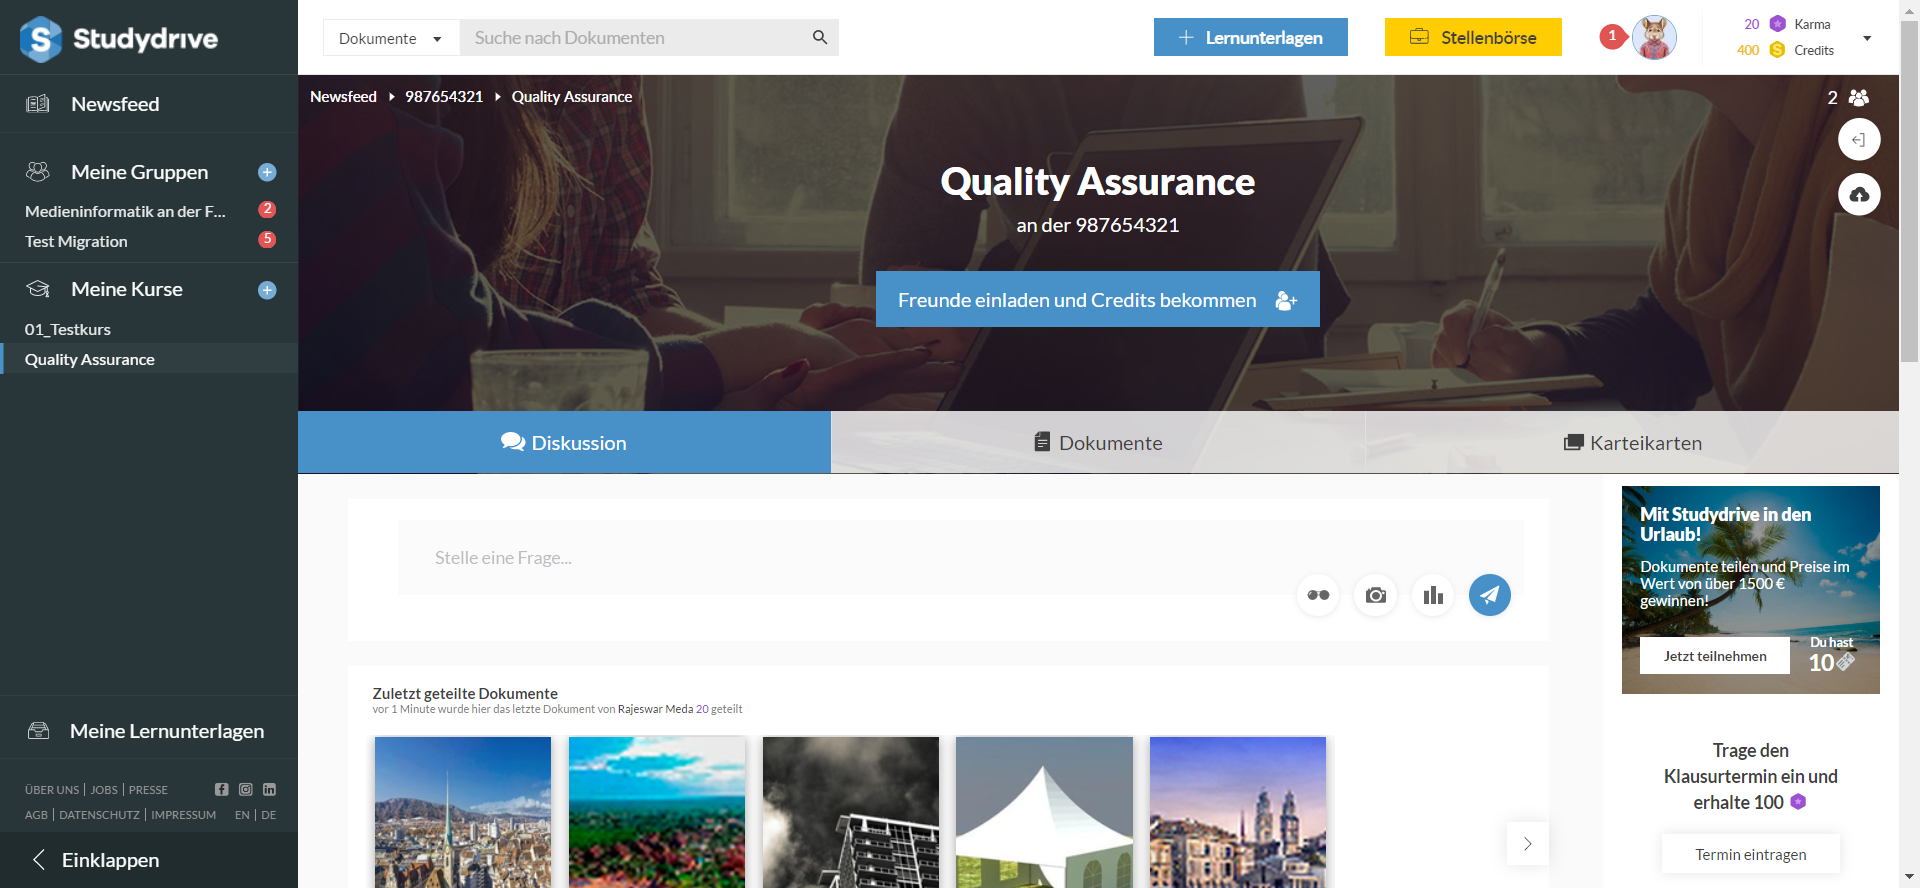 Studydrive
Dokumente
Suche nach Dokumenten
Lernunterlagen
Stellenbörse
1
20 Karma
400 Credits
Newsfeed
Meine Gruppen
Medieninformatik an der F... 2
Test Migration 5
Meine Kurse
01_Testkurs
Quality Assurance
Meine Lernunterlagen
ÜBER UNS | JOBS | PRESSE
AGB | DATENSCHUTZ | IMPRESSUM EN | DE
Einklappen
Newsfeed 987654321 Quality Assurance
2
Quality Assurance
an der 987654321
Freunde einladen und Credits bekommen
Diskussion
Dokumente
Karteikarten
Stelle eine Frage...
Zuletzt geteilte Dokumente
vor 1 Minute wurde hier das letzte Dokument von Rajeswar Meda 20 geteilt
Mit Studydrive in den
Urlaub!
Dokumente teilen und Preise im
Wert von über 1500 €
gewinnen!
Jetzt teilnehmen
Du hast
10
Trage den
Klausurtermin ein und
erhalte 100
Termin eintragen